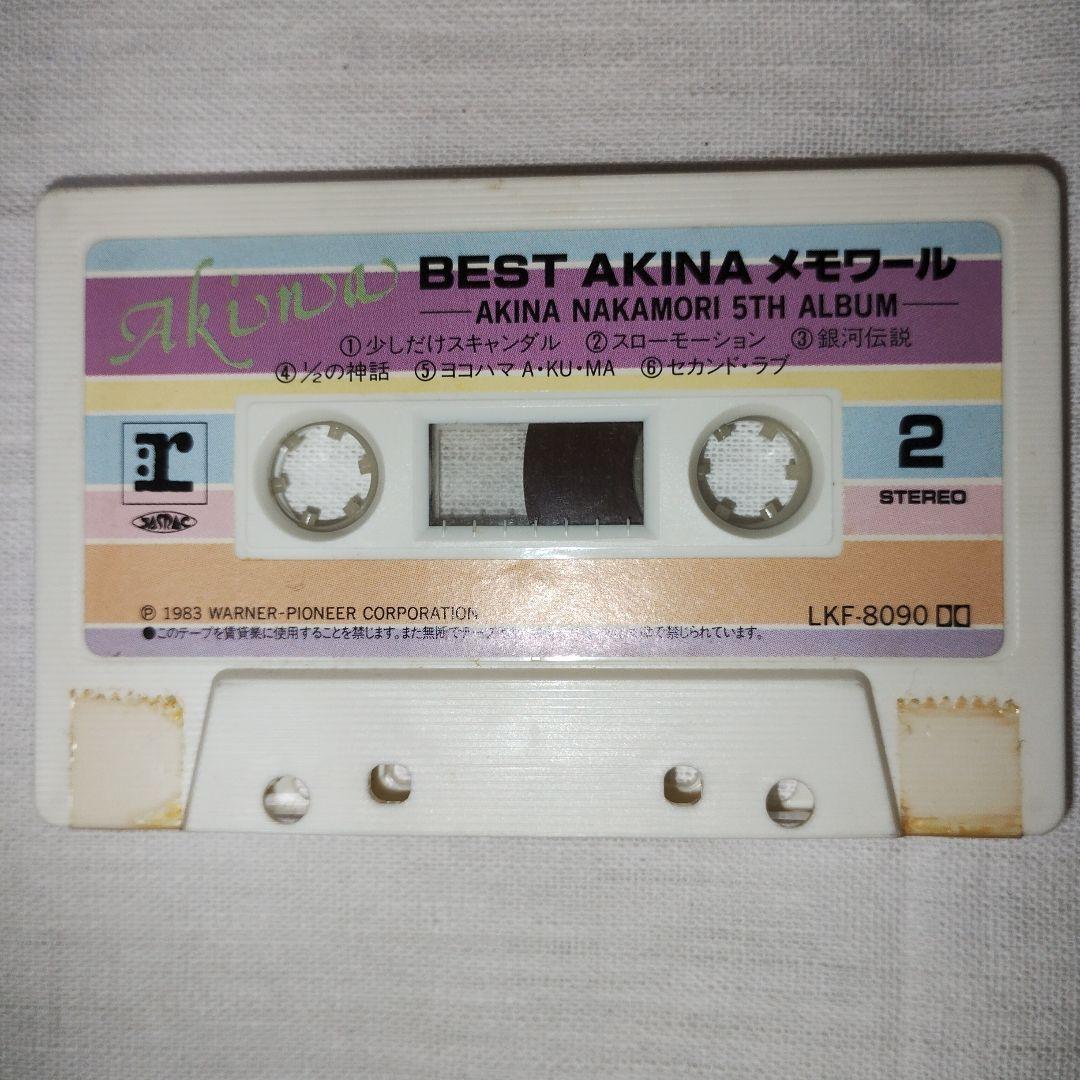 Akina
BEST AKINA メモワール
AKINA NAKAMORI 5TH ALBUM
①少しだけスキャンダル ②スローモーション ③銀河伝説
④1/2の神話 ⑤ヨコハマ A・KU・MA ⑥セカンド・ラブ
r
JASRAC
2
STEREO
Ⓟ 1983 WARNER-PIONEER CORPORATION
LKF-8090
●このテープを賃貸業に使用することを禁じます。また無断で で禁じられています。